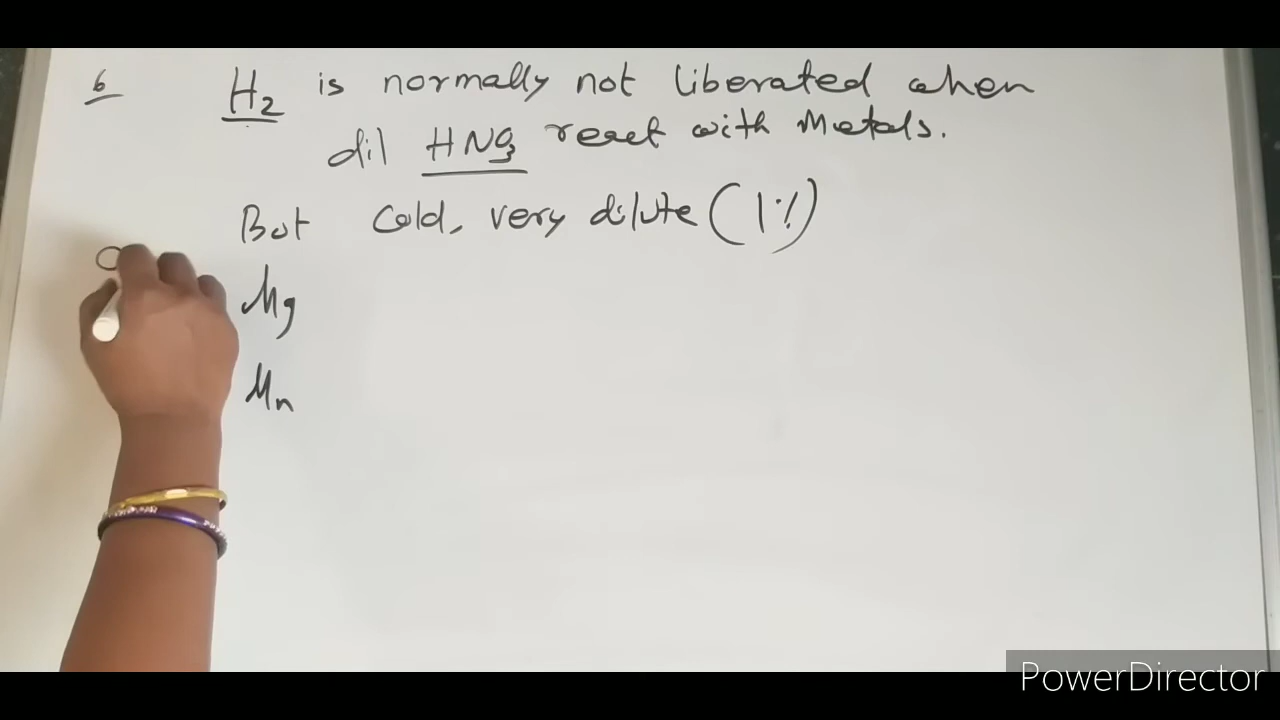 6 H2 is normally not liberated when
dil HNO3 react with Metals.
But Cold, very dilute (1%)
Mg
Mn
PowerDirector